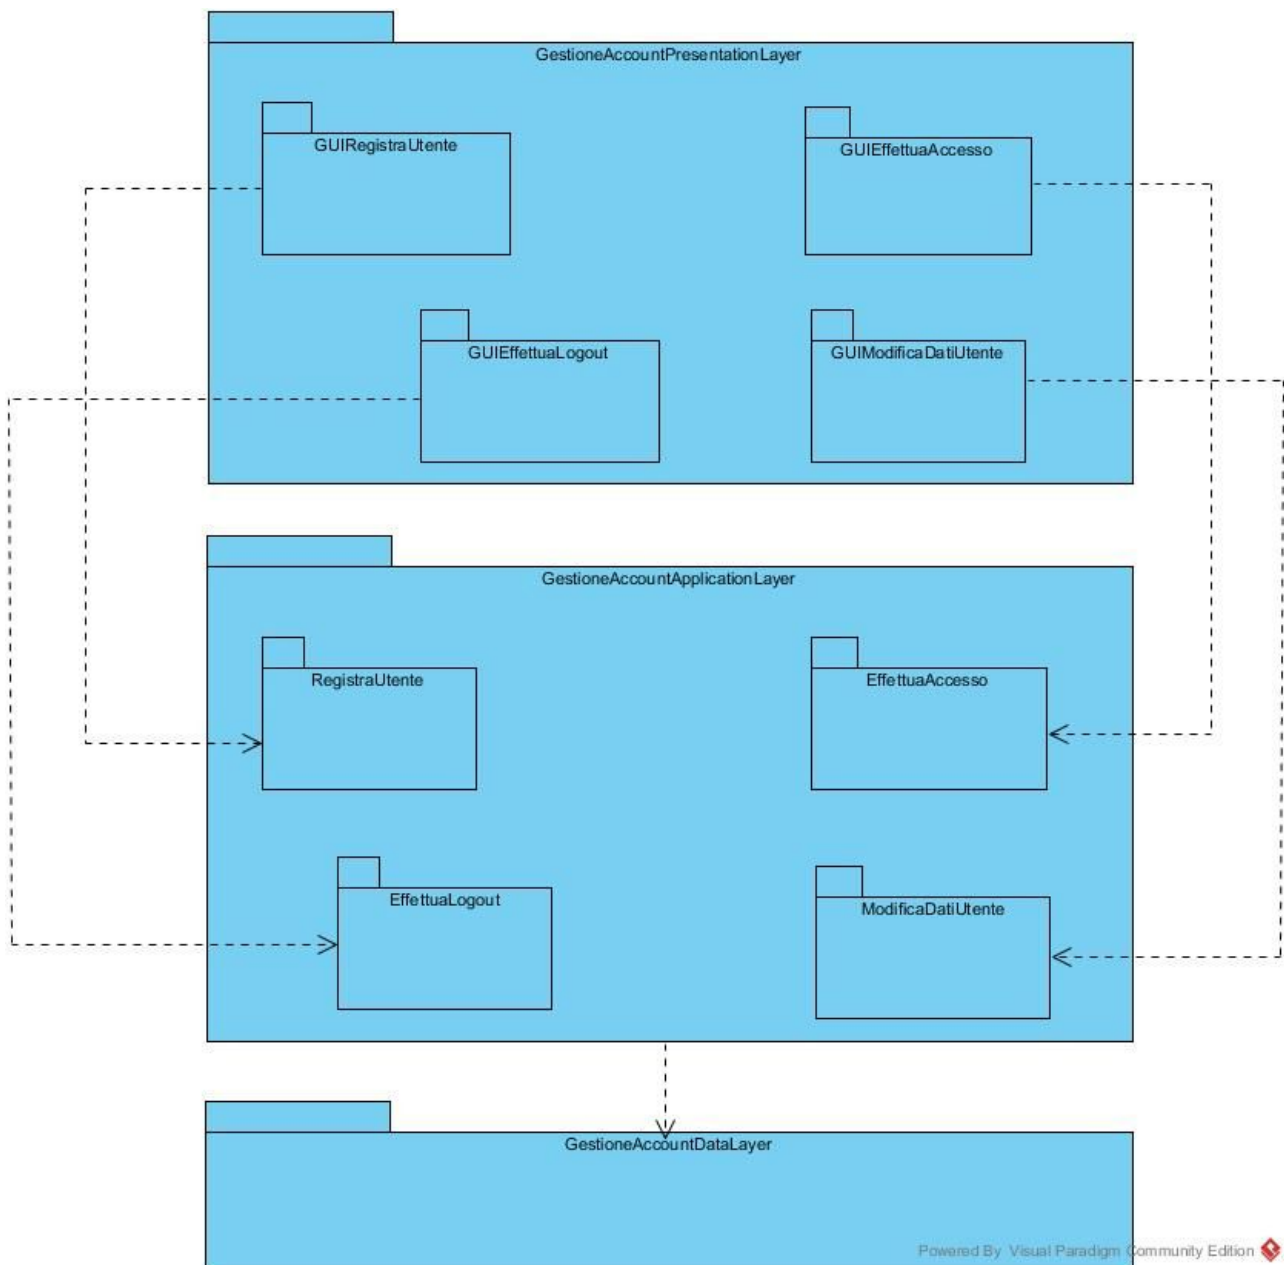 GestioneAccountPresentationLayer
GUIRegistraUtente
GUIEffettuaAccesso
GUIEffettuaLogout
GUIModificaDatiUtente
GestioneAccountApplicationLayer
RegistraUtente
EffettuaAccesso
EffettuaLogout
ModificaDatiUtente
GestioneAccountDataLayer
Powered By Visual Paradigm Community Edition